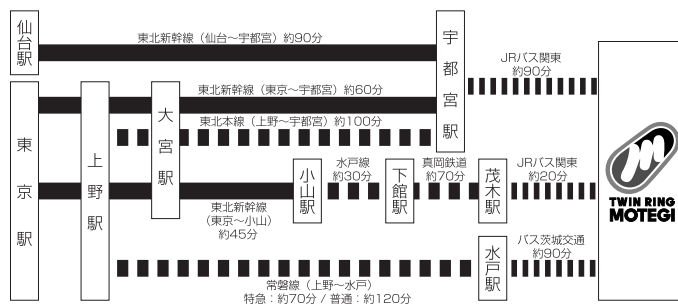 仙台駅
東北新幹線（仙台～宇都宮）約90分
宇都宮駅
JRバス関東
約90分
東京駅
上野駅
大宮駅
東北新幹線（東京～宇都宮）約60分
東北本線（上野～宇都宮）約100分
小山駅
水戸線
約30分
下館駅
真岡鉄道
約70分
茂木駅
JRバス関東
約20分
東北新幹線
（東京～小山）
約45分
水戸駅
バス茨城交通
約90分
常磐線（上野～水戸）
特急：約70分 / 普通：約120分
TWIN RING
MOTEGI